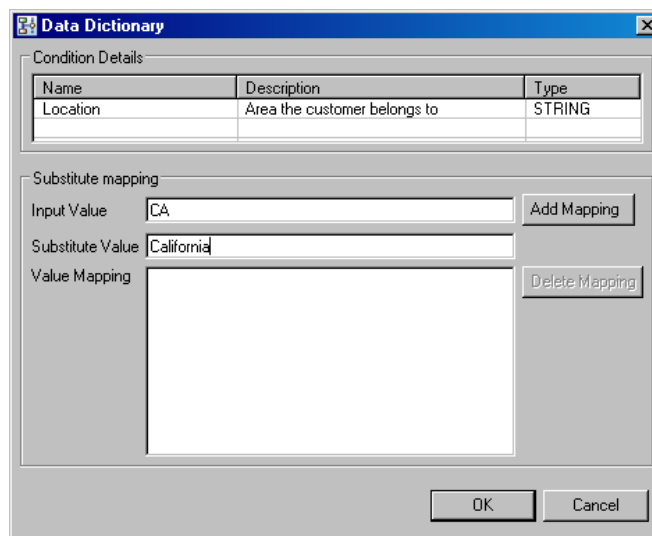 Data Dictionary
Condition Details
Name Description Type
Location Area the customer belongs to STRING
Substitute mapping
Input Value CA Add Mapping
Substitute Value California
Value Mapping Delete Mapping
OK Cancel